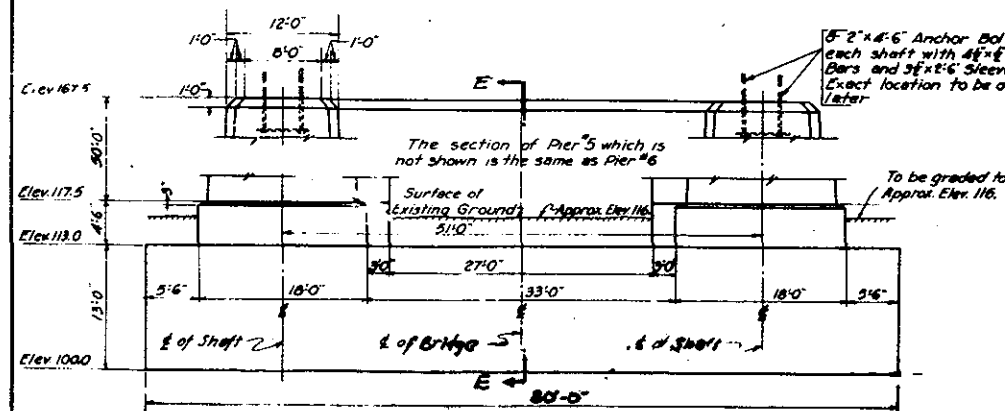 12'-0"
1'-0" 8'-0" 1'-0"
8- 2"x4'-6" Anchor Bol
each shaft with
Bars and Sleev
Exact location to be d
later
Elev 167.5
1'-0"
E
The section of Pier #5 which is
not shown is the same as Pier #6
50'-0"
Elev. 117.5
3"
Surface of
Existing Ground
Approx. Elev. 116.
To be graded to
Approx. Elev. 116.
4'-6"
51'-0"
Elev. 113.0
3'-0" 27'-0" 3'-0"
5'-6" 18'-0" 33'-0" 18'-0" 5'-6"
13'-0"
℄ of Shaft
℄ of Bridge
℄ of Shaft
Elev. 100.0
E
80'-0"